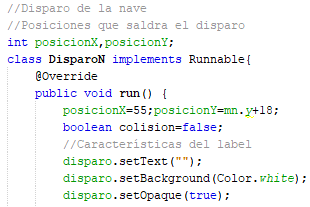 //Disparo de la nave
//Posiciones que saldra el disparo
int posicionX,posicionY;
class DisparoN implements Runnable{
@Override
public void run() {
posicionX=55;posicionY=mn.y+18;
boolean colision=false;
//Características del label
disparo.setText("");
disparo.setBackground(Color.white);
disparo.setOpaque(true);